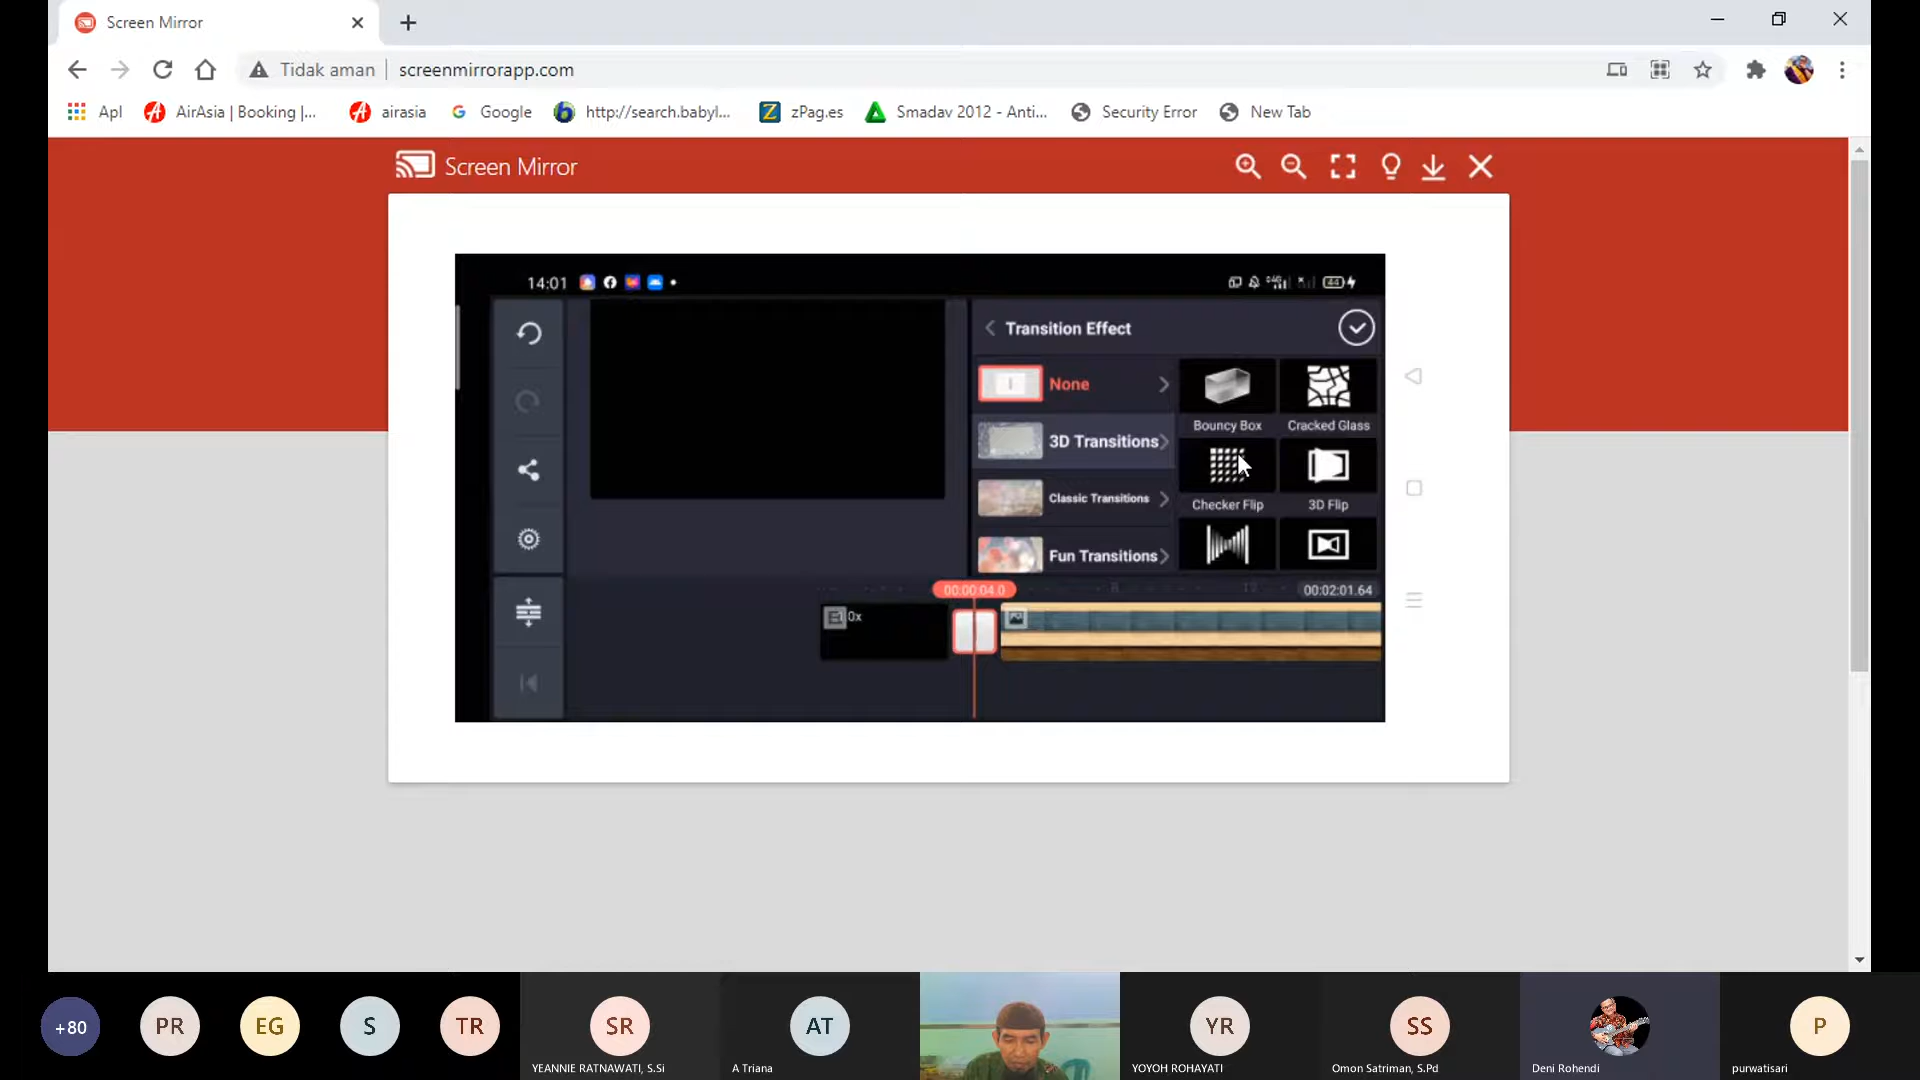 Screen Mirror
Tidak aman
screenmirrorapp.com
Apl
AirAsia | Booking |...
airasia
Google
http://search.babyl...
zPag.es
Smadav 2012 - Anti...
Security Error
New Tab
Screen Mirror
14:01
44
Transition Effect
None
Bouncy Box
Cracked Glass
3D Transitions
Classic Transitions
Checker Flip
3D Flip
Fun Transitions
00:00:04.0
00:02:01.64
0x
+80
PR
EG
S
TR
SR
AT
YR
SS
P
YEANNIE RATNAWATI, S.Si
A Triana
YOYOH ROHAYATI
Omon Satriman, S.Pd
Deni Rohendi
purwatisari